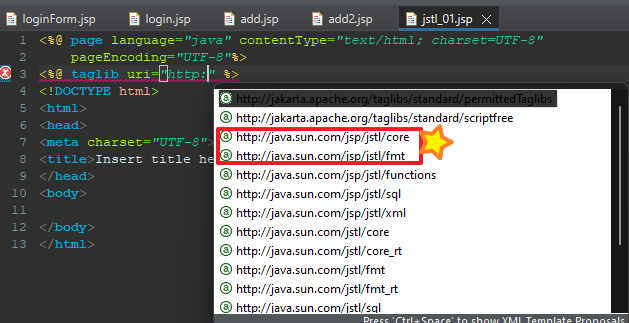 loginForm.jsp login.jsp add.jsp add2.jsp jstl_01.jsp
1 <%@ page language="java" contentType="text/html; charset=UTF-8"
2 pageEncoding="UTF-8"%>
3 <%@ taglib uri="http:" %>
4 <!DOCTYPE html>
5 <html>
6 <head>
7 <meta charset="UTF-8">
8 <title>Insert title he
9 </head>
10 <body>
11
12 </body>
13 </html>
http://jakarta.apache.org/taglibs/standard/permittedTaglibs
http://jakarta.apache.org/taglibs/standard/scriptfree
http://java.sun.com/jsp/jstl/core
http://java.sun.com/jsp/jstl/fmt
http://java.sun.com/jsp/jstl/functions
http://java.sun.com/jsp/jstl/sql
http://java.sun.com/jsp/jstl/xml
http://java.sun.com/jstl/core
http://java.sun.com/jstl/core_rt
http://java.sun.com/jstl/fmt
http://java.sun.com/jstl/fmt_rt
http://java.sun.com/jstl/sql
Press 'Ctrl+Space' to show XML Template Proposals